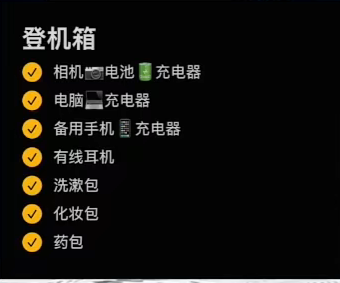 登机箱
相机📷电池🔋充电器
电脑💻充电器
备用手机📱充电器
有线耳机
洗漱包
化妆包
药包